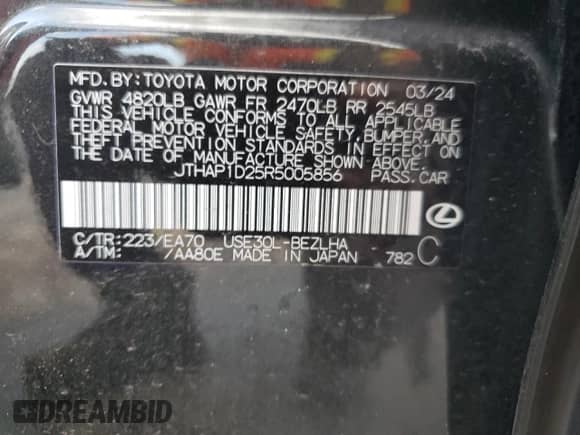 MFD. BY: TOYOTA MOTOR CORPORATION 03/24
GVWR 4820LB GAWR FR 2470LB RR 2545LB
THIS VEHICLE CONFORMS TO ALL APPLICABLE
FEDERAL MOTOR VEHICLE SAFETY, BUMPER AND
THEFT PREVENTION STANDARDS IN EFFECT ON
THE DATE OF MANUFACTURE SHOWN ABOVE.
JTHAP1D25R5005856 PASS. CAR
C/TR: 223/EA70 USE30L-BEZLHA
A/TM: /AA80E MADE IN JAPAN 782 C
DREAMBID